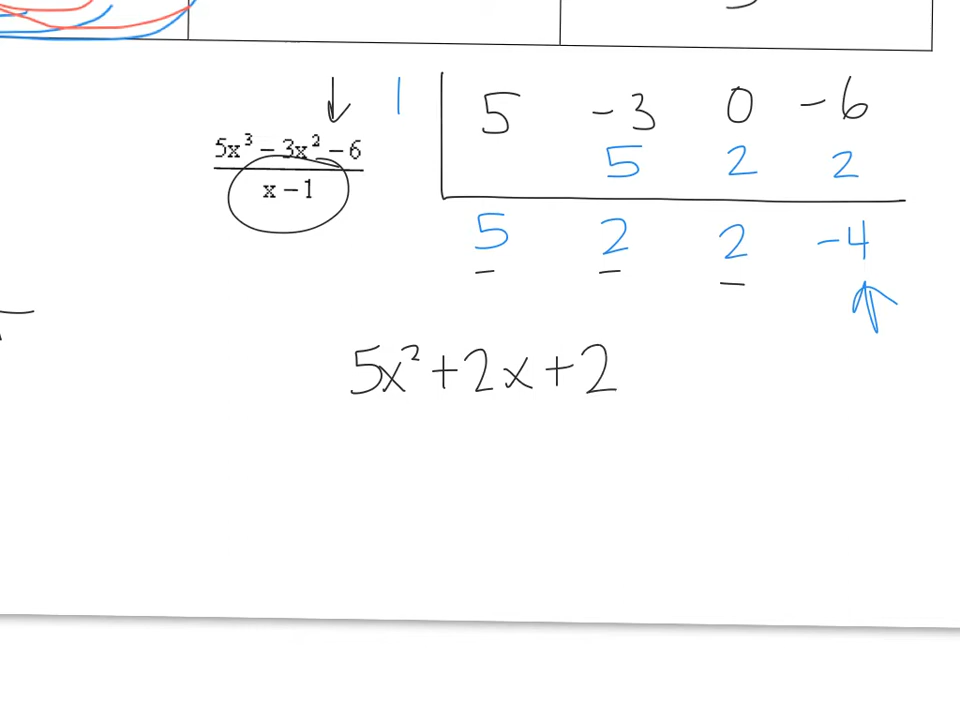 1 5 -3 0 -6
5x³ - 3x² - 6
x - 1
5 2 2
5 2 2 -4
5x² + 2x + 2